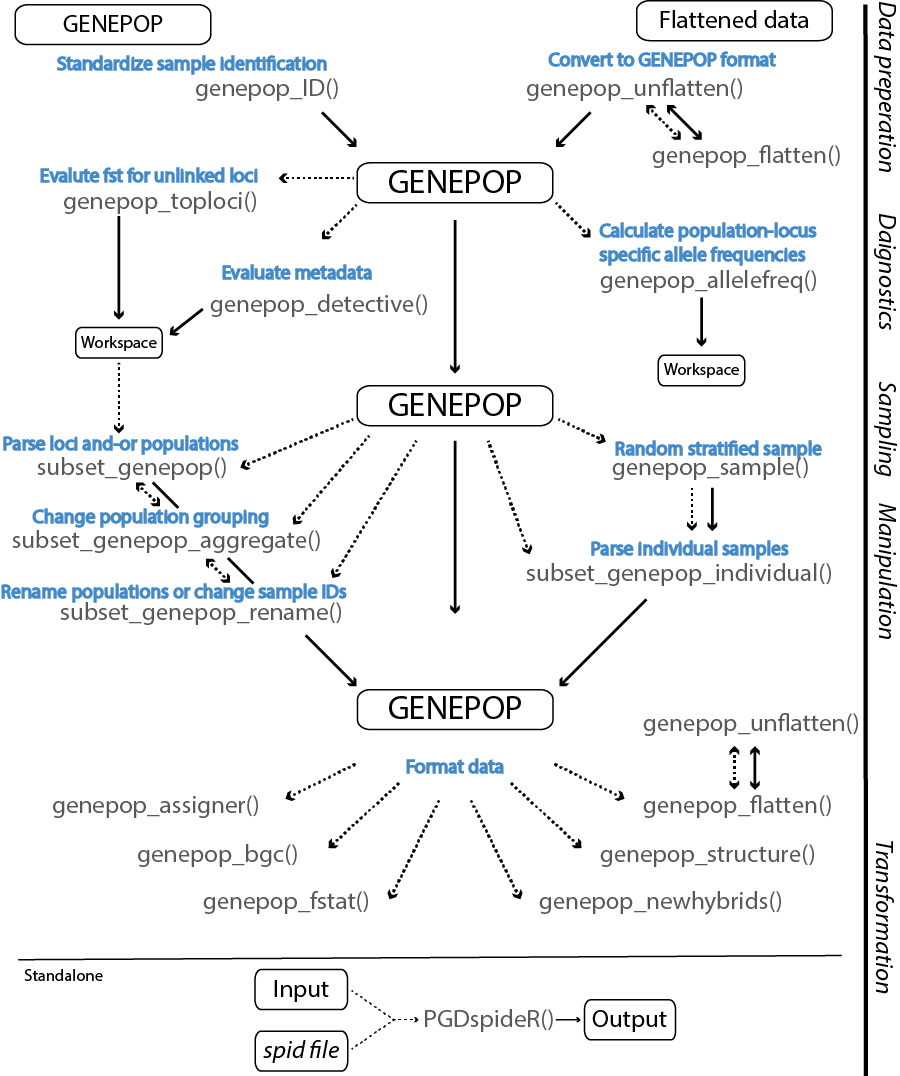 GENEPOP
Flattened data
Standardize sample identification
genepop_ID()
Convert to GENEPOP format
genepop_unflatten()
genepop_flatten()
Data preperation
GENEPOP
Evalute fst for unlinked loci
genepop_toploci()
Calculate population-locus
specific allele frequencies
genepop_allelefreq()
Evaluate metadata
genepop_detective()
Workspace
Workspace
Daignostics
GENEPOP
Parse loci and-or populations
subset_genepop()
Random stratified sample
genepop_sample()
Sampling
Change population grouping
subset_genepop_aggregate()
Parse individual samples
subset_genepop_individual()
Rename populations or change sample IDs
subset_genepop_rename()
Manipulation
GENEPOP
Format data
genepop_unflatten()
genepop_assigner()
genepop_flatten()
genepop_bgc()
genepop_structure()
genepop_fstat()
genepop_newhybrids()
Transformation
Standalone
Input
PGDspideR()
Output
spid file